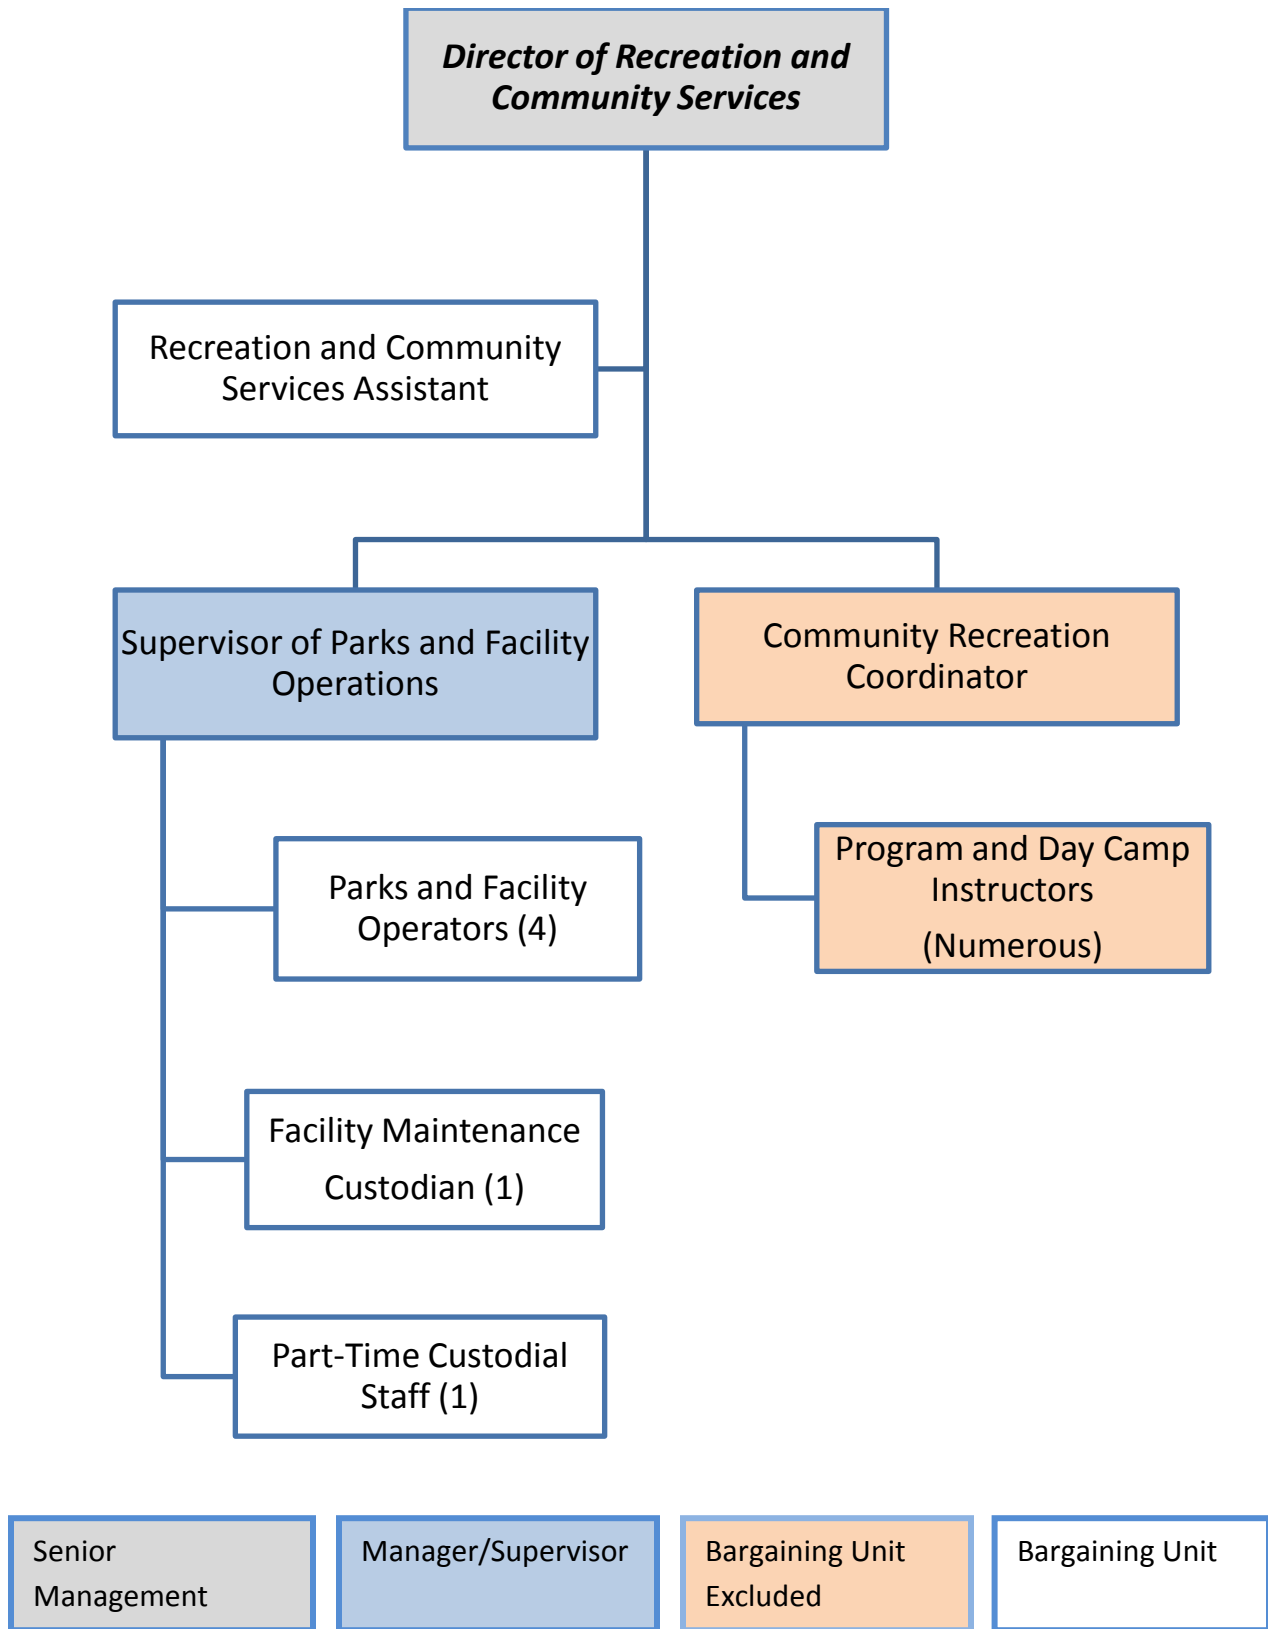 Director of Recreation and
Community Services
Recreation and Community
Services Assistant
Supervisor of Parks and Facility
Operations
Community Recreation
Coordinator
Parks and Facility
Operators (4)
Program and Day Camp
Instructors
(Numerous)
Facility Maintenance
Custodian (1)
Part-Time Custodial
Staff (1)
Senior
Management
Manager/Supervisor
Bargaining Unit
Excluded
Bargaining Unit